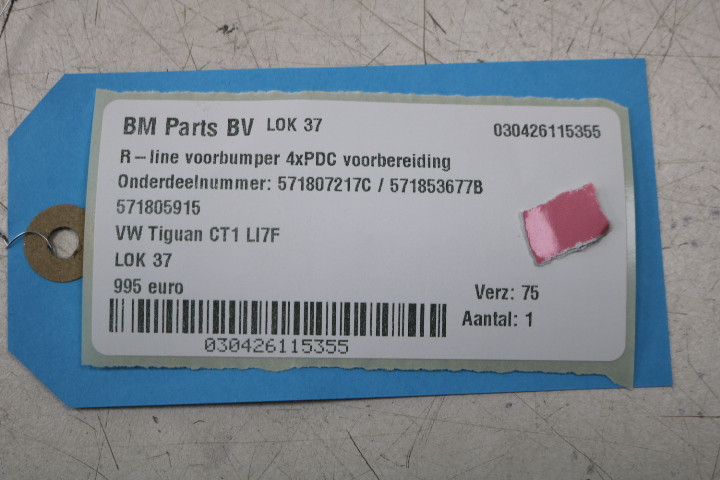 BM Parts BV LOK 37 030426115355
R-line voorbumper 4xPDC voorbereiding
Onderdeelnummer: 571807217C / 571853677B
571805915
VW Tiguan CT1 LI7F
LOK 37
995 euro Verz: 75
Aantal: 1
030426115355